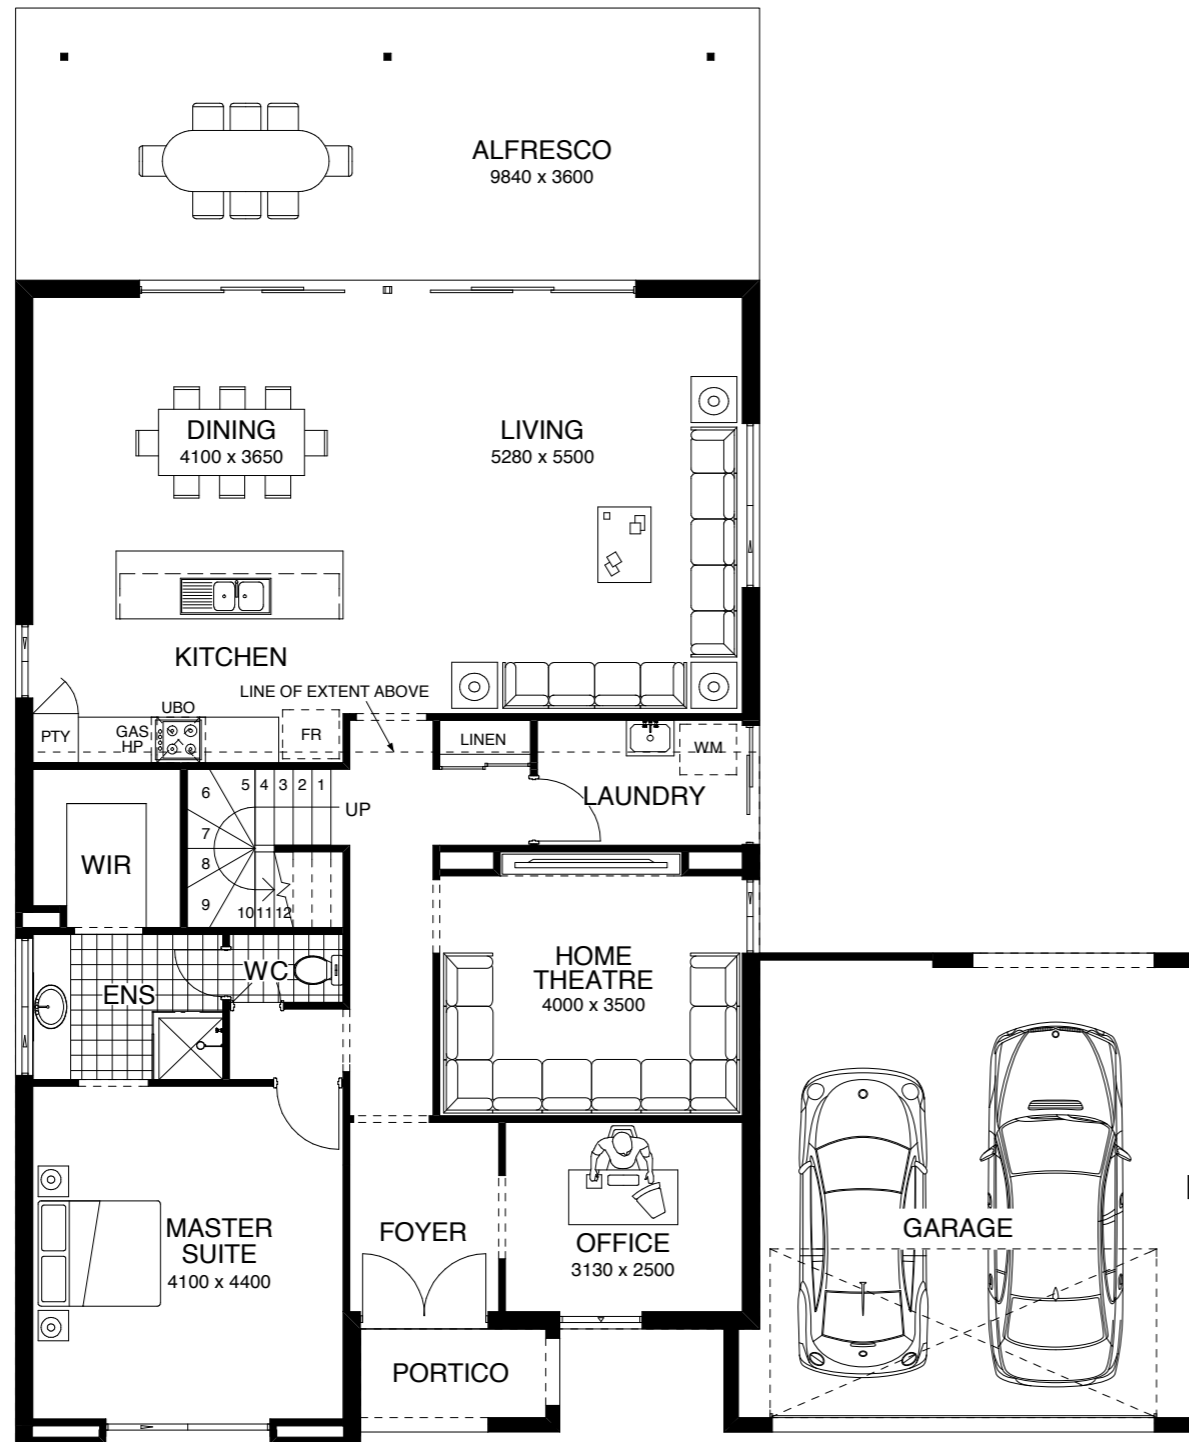 ALFRESCO
9840 x 3600
DINING
4100 x 3650
LIVING
5280 x 5500
KITCHEN
LINE OF EXTENT ABOVE
UBO
PTY
GAS
HP
FR
LINEN
WM
LAUNDRY
UP
5 4 3 2 1
6
7
8
9
10 11 12
WIR
WC
ENS
HOME
THEATRE
4000 x 3500
MASTER
SUITE
4100 x 4400
FOYER
OFFICE
3130 x 2500
GARAGE
PORTICO